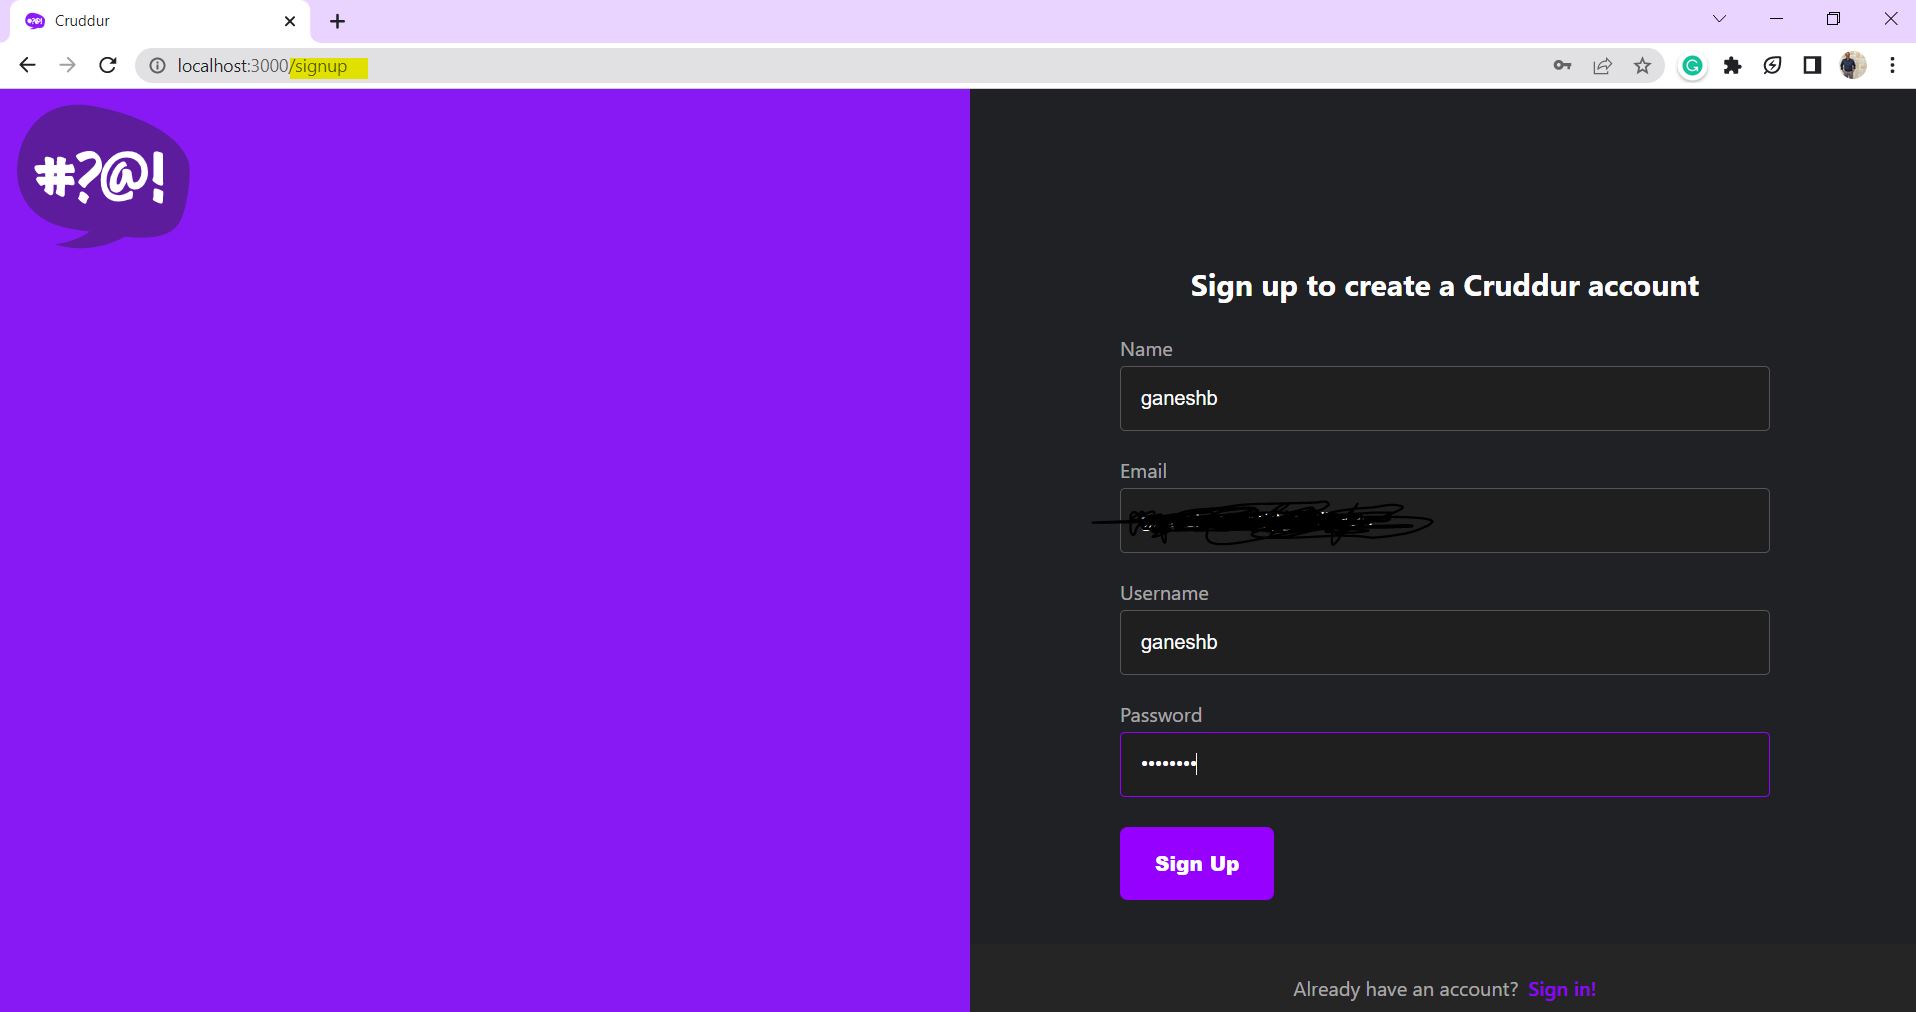 Cruddur
localhost:3000/signup
#?@!
Sign up to create a Cruddur account
Name
ganeshb
Email
Username
ganeshb
Password
••••••••
Sign Up
Already have an account? Sign in!